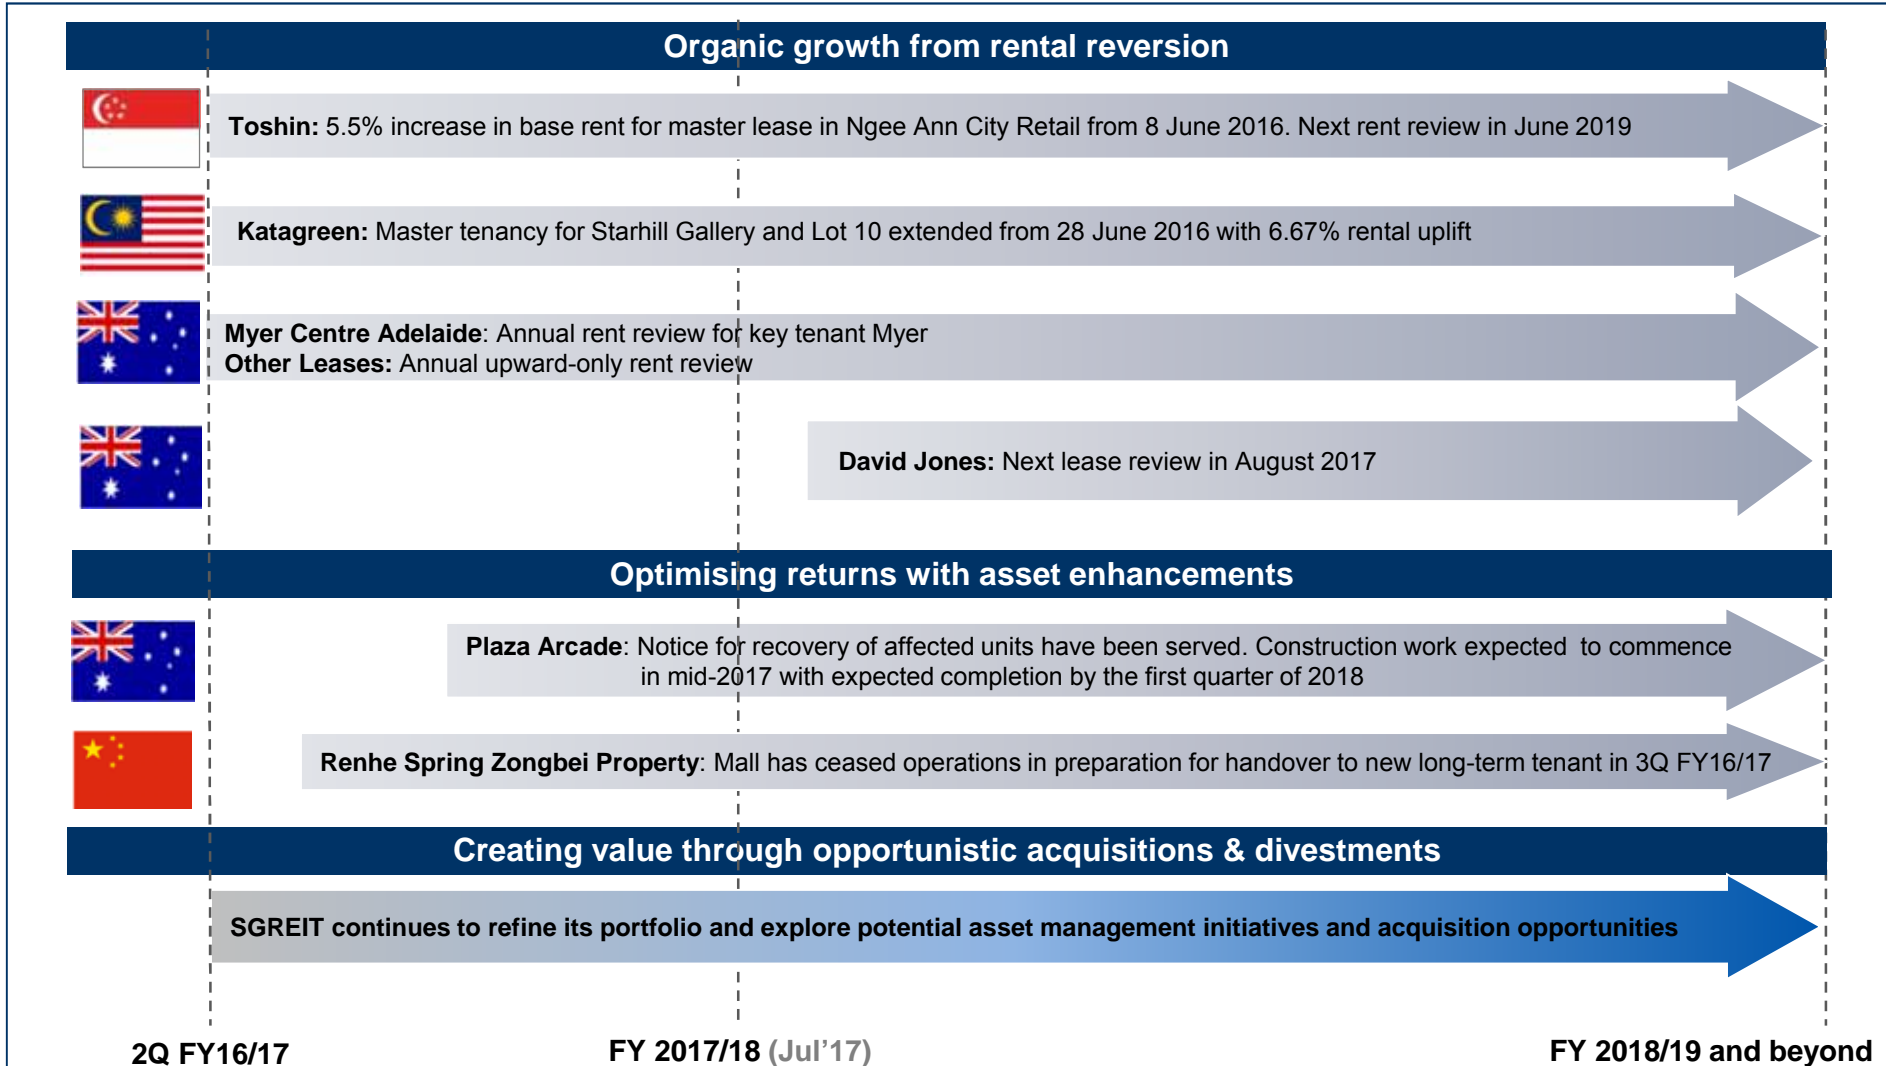 Organic growth from rental reversion
Toshin: 5.5% increase in base rent for master lease in Ngee Ann City Retail from 8 June 2016. Next rent review in June 2019
Katagreen: Master tenancy for Starhill Gallery and Lot 10 extended from 28 June 2016 with 6.67% rental uplift
Myer Centre Adelaide: Annual rent review for key tenant Myer
Other Leases: Annual upward-only rent review
David Jones: Next lease review in August 2017
Optimising returns with asset enhancements
Plaza Arcade: Notice for recovery of affected units have been served. Construction work expected to commence
in mid-2017 with expected completion by the first quarter of 2018
Renhe Spring Zongbei Property: Mall has ceased operations in preparation for handover to new long-term tenant in 3Q FY16/17
Creating value through opportunistic acquisitions & divestments
SGREIT continues to refine its portfolio and explore potential asset management initiatives and acquisition opportunities
2Q FY16/17
FY 2017/18 (Jul'17)
FY 2018/19 and beyond